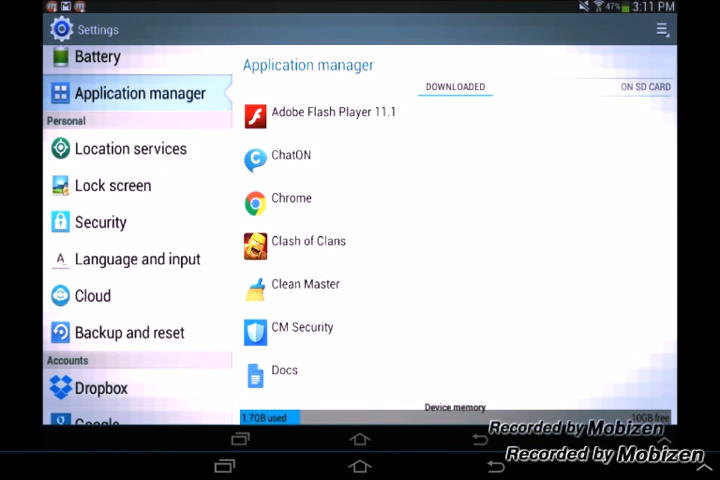 47% 3:11 PM
Settings
Battery
Application manager
Personal
Location services
Lock screen
Security
Language and input
Cloud
Backup and reset
Accounts
Dropbox
Google
Application manager
DOWNLOADED
ON SD CARD
Adobe Flash Player 11.1
ChatON
Chrome
Clash of Clans
Clean Master
CM Security
Docs
Device memory
1.7GB used
10GB free
Recorded by Mobizen
Recorded by Mobizen